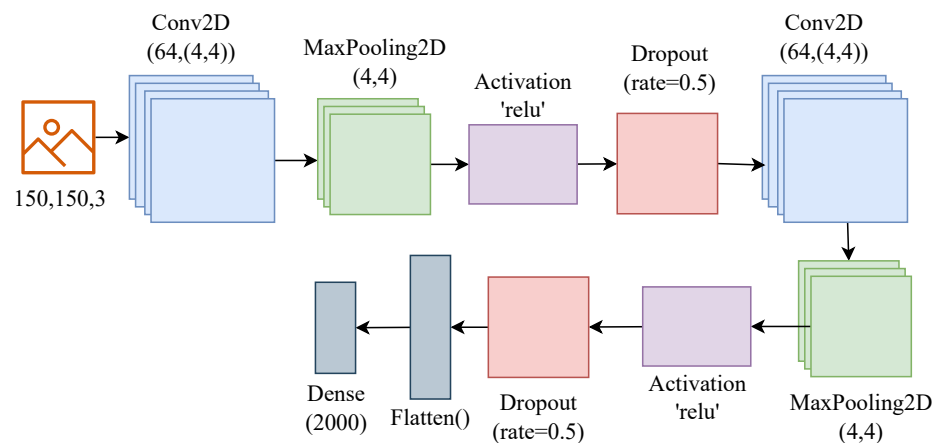 150,150,3
Conv2D
(64,(4,4))
MaxPooling2D
(4,4)
Activation
'relu'
Dropout
(rate=0.5)
Conv2D
(64,(4,4))
MaxPooling2D
(4,4)
Activation
'relu'
Dropout
(rate=0.5)
Flatten()
Dense
(2000)